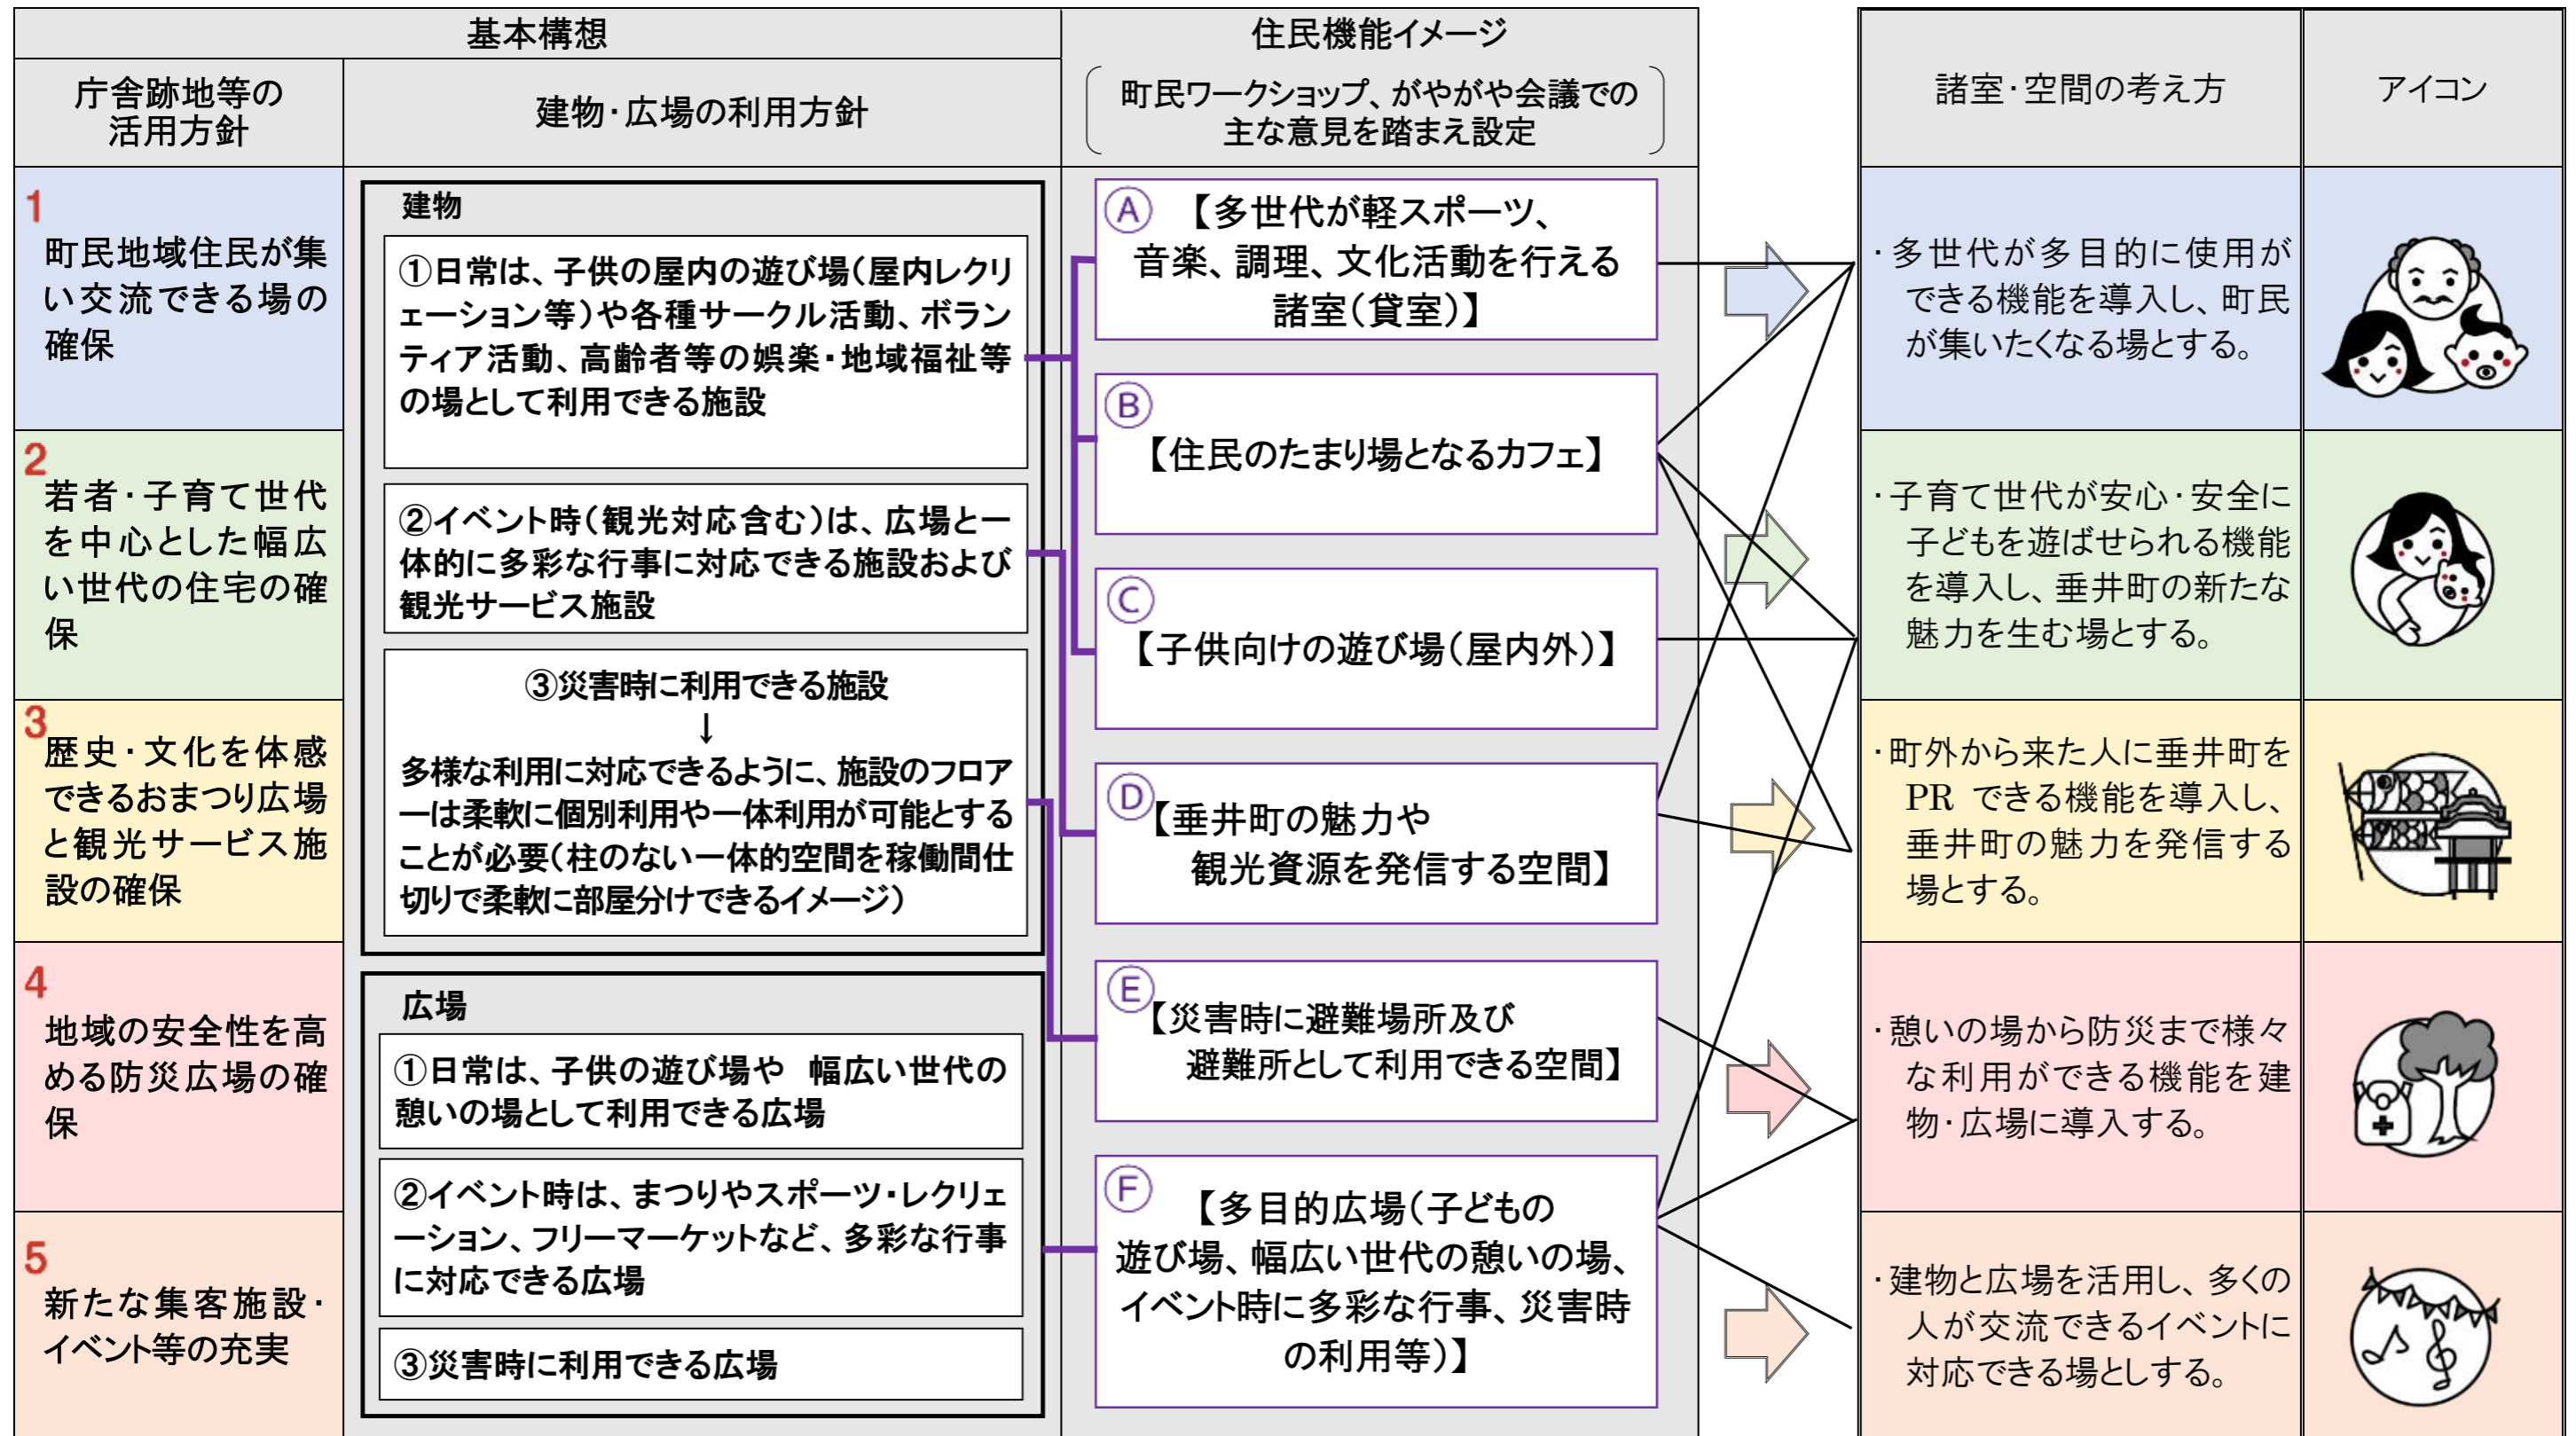 基本構想
庁舎跡地等の
活用方針
建物・広場の利用方針
住民機能イメージ
町民ワークショップ、がやがや会議での
主な意見を踏まえ設定
諸室・空間の考え方
アイコン
1
町民地域住民が集
い交流できる場の
確保
2
若者・子育て世代
を中心とした幅広
い世代の住宅の確
保
3
歴史・文化を体感
できるおまつり広場
と観光サービス施
設の確保
4
地域の安全性を高
める防災広場の確
保
5
新たな集客施設・
イベント等の充実
建物
①日常は、子供の屋内の遊び場(屋内レクリ
ェーション等)や各種サークル活動、ボラン
ティア活動、高齢者等の娯楽・地域福祉等
の場として利用できる施設
②イベント時(観光対応含む)は、広場と一
体的に多彩な行事に対応できる施設および
観光サービス施設
③災害時に利用できる施設
↓
多様な利用に対応できるように、施設のフロア
ーは柔軟に個別利用や一体利用が可能とする
ことが必要(柱のない一体的空間を稼働間仕
切りで柔軟に部屋分けできるイメージ)
広場
①日常は、子供の遊び場や 幅広い世代の
憩いの場として利用できる広場
②イベント時は、まつりやスポーツ・レクリェ
ーション、フリーマーケットなど、多彩な行事
に対応できる広場
③災害時に利用できる広場
Ⓐ
【多世代が軽スポーツ、
音楽、調理、文化活動を行える
諸室(貸室)】
Ⓑ
【住民のたまり場となるカフェ】
Ⓒ
【子供向けの遊び場(屋内外)】
Ⓓ
【垂井町の魅力や
観光資源を発信する空間】
Ⓔ
【災害時に避難場所及び
避難所として利用できる空間】
Ⓕ
【多目的広場(子どもの
遊び場、幅広い世代の憩いの場、
イベント時に多彩な行事、災害時
の利用等)】
・多世代が多目的に使用が
できる機能を導入し、町民
が集いたくなる場とする。
・子育て世代が安心・安全に
子どもを遊ばせられる機能
を導入し、垂井町の新たな
魅力を生む場とする。
・町外から来た人に垂井町を
PR できる機能を導入し、
垂井町の魅力を発信する
場とする。
・憩いの場から防災まで様々
な利用ができる機能を建
物・広場に導入する。
・建物と広場を活用し、多くの
人が交流できるイベントに
対応できる場としする。